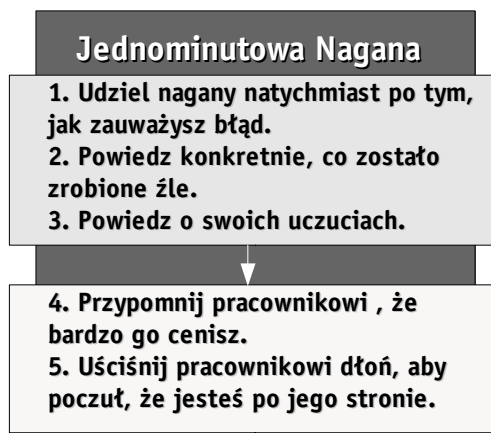 Jednominutowa Nagana
1. Udziel nagany natychmiast po tym,
jak zauważysz błąd.
2. Powiedz konkretnie, co zostało
zrobione źle.
3. Powiedz o swoich uczuciach.
4. Przypomnij pracownikowi , że
bardzo go cenisz.
5. Uściśnij pracownikowi dłoń, aby
poczuł, że jesteś po jego stronie.